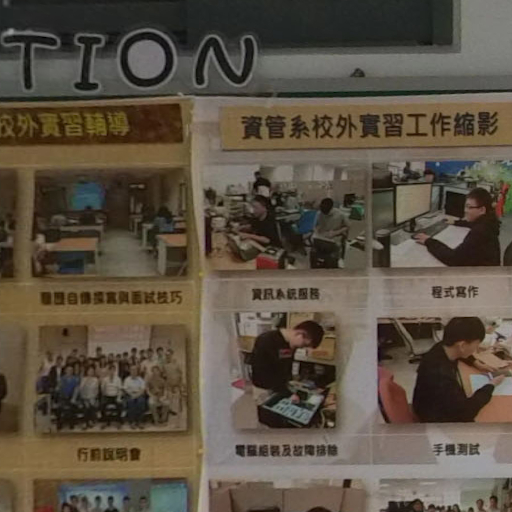 TION
校外實習輔導
資管系校外實習工作縮影
履歷自傳撰寫與面試技巧
資訊系統服務
程式寫作
行前說明會
電腦組裝及故障排除
手機測試